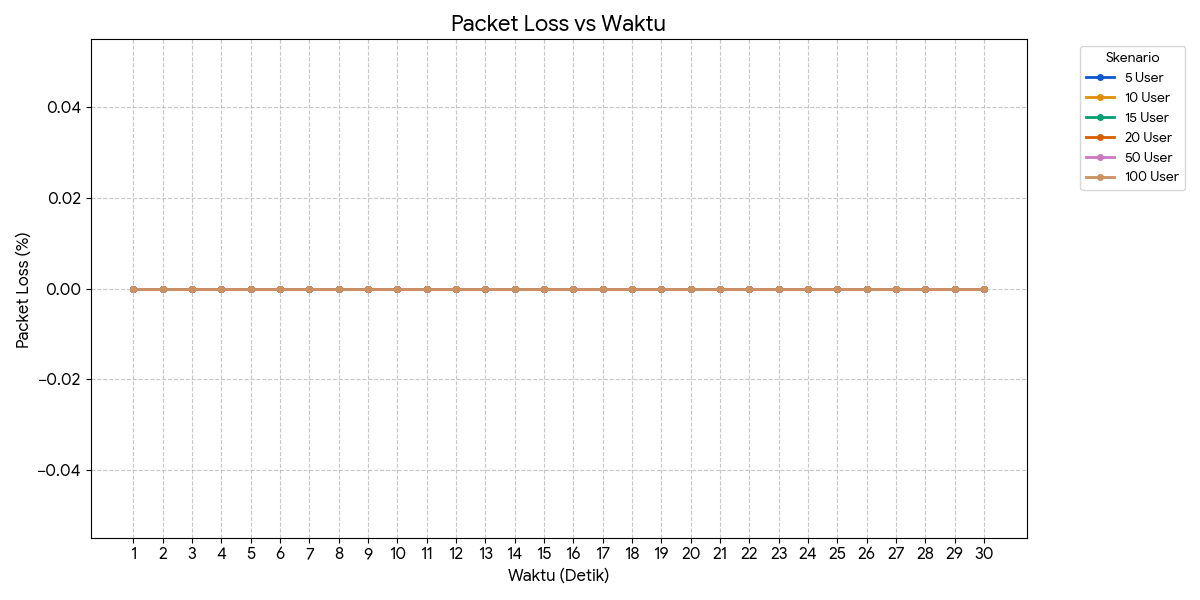 Packet Loss vs Waktu
Skenario
5 User
10 User
15 User
20 User
50 User
100 User
Packet Loss (%)
0.04
0.02
0.00
−0.02
−0.04
1 2 3 4 5 6 7 8 9 10 11 12 13 14 15 16 17 18 19 20 21 22 23 24 25 26 27 28 29 30
Waktu (Detik)